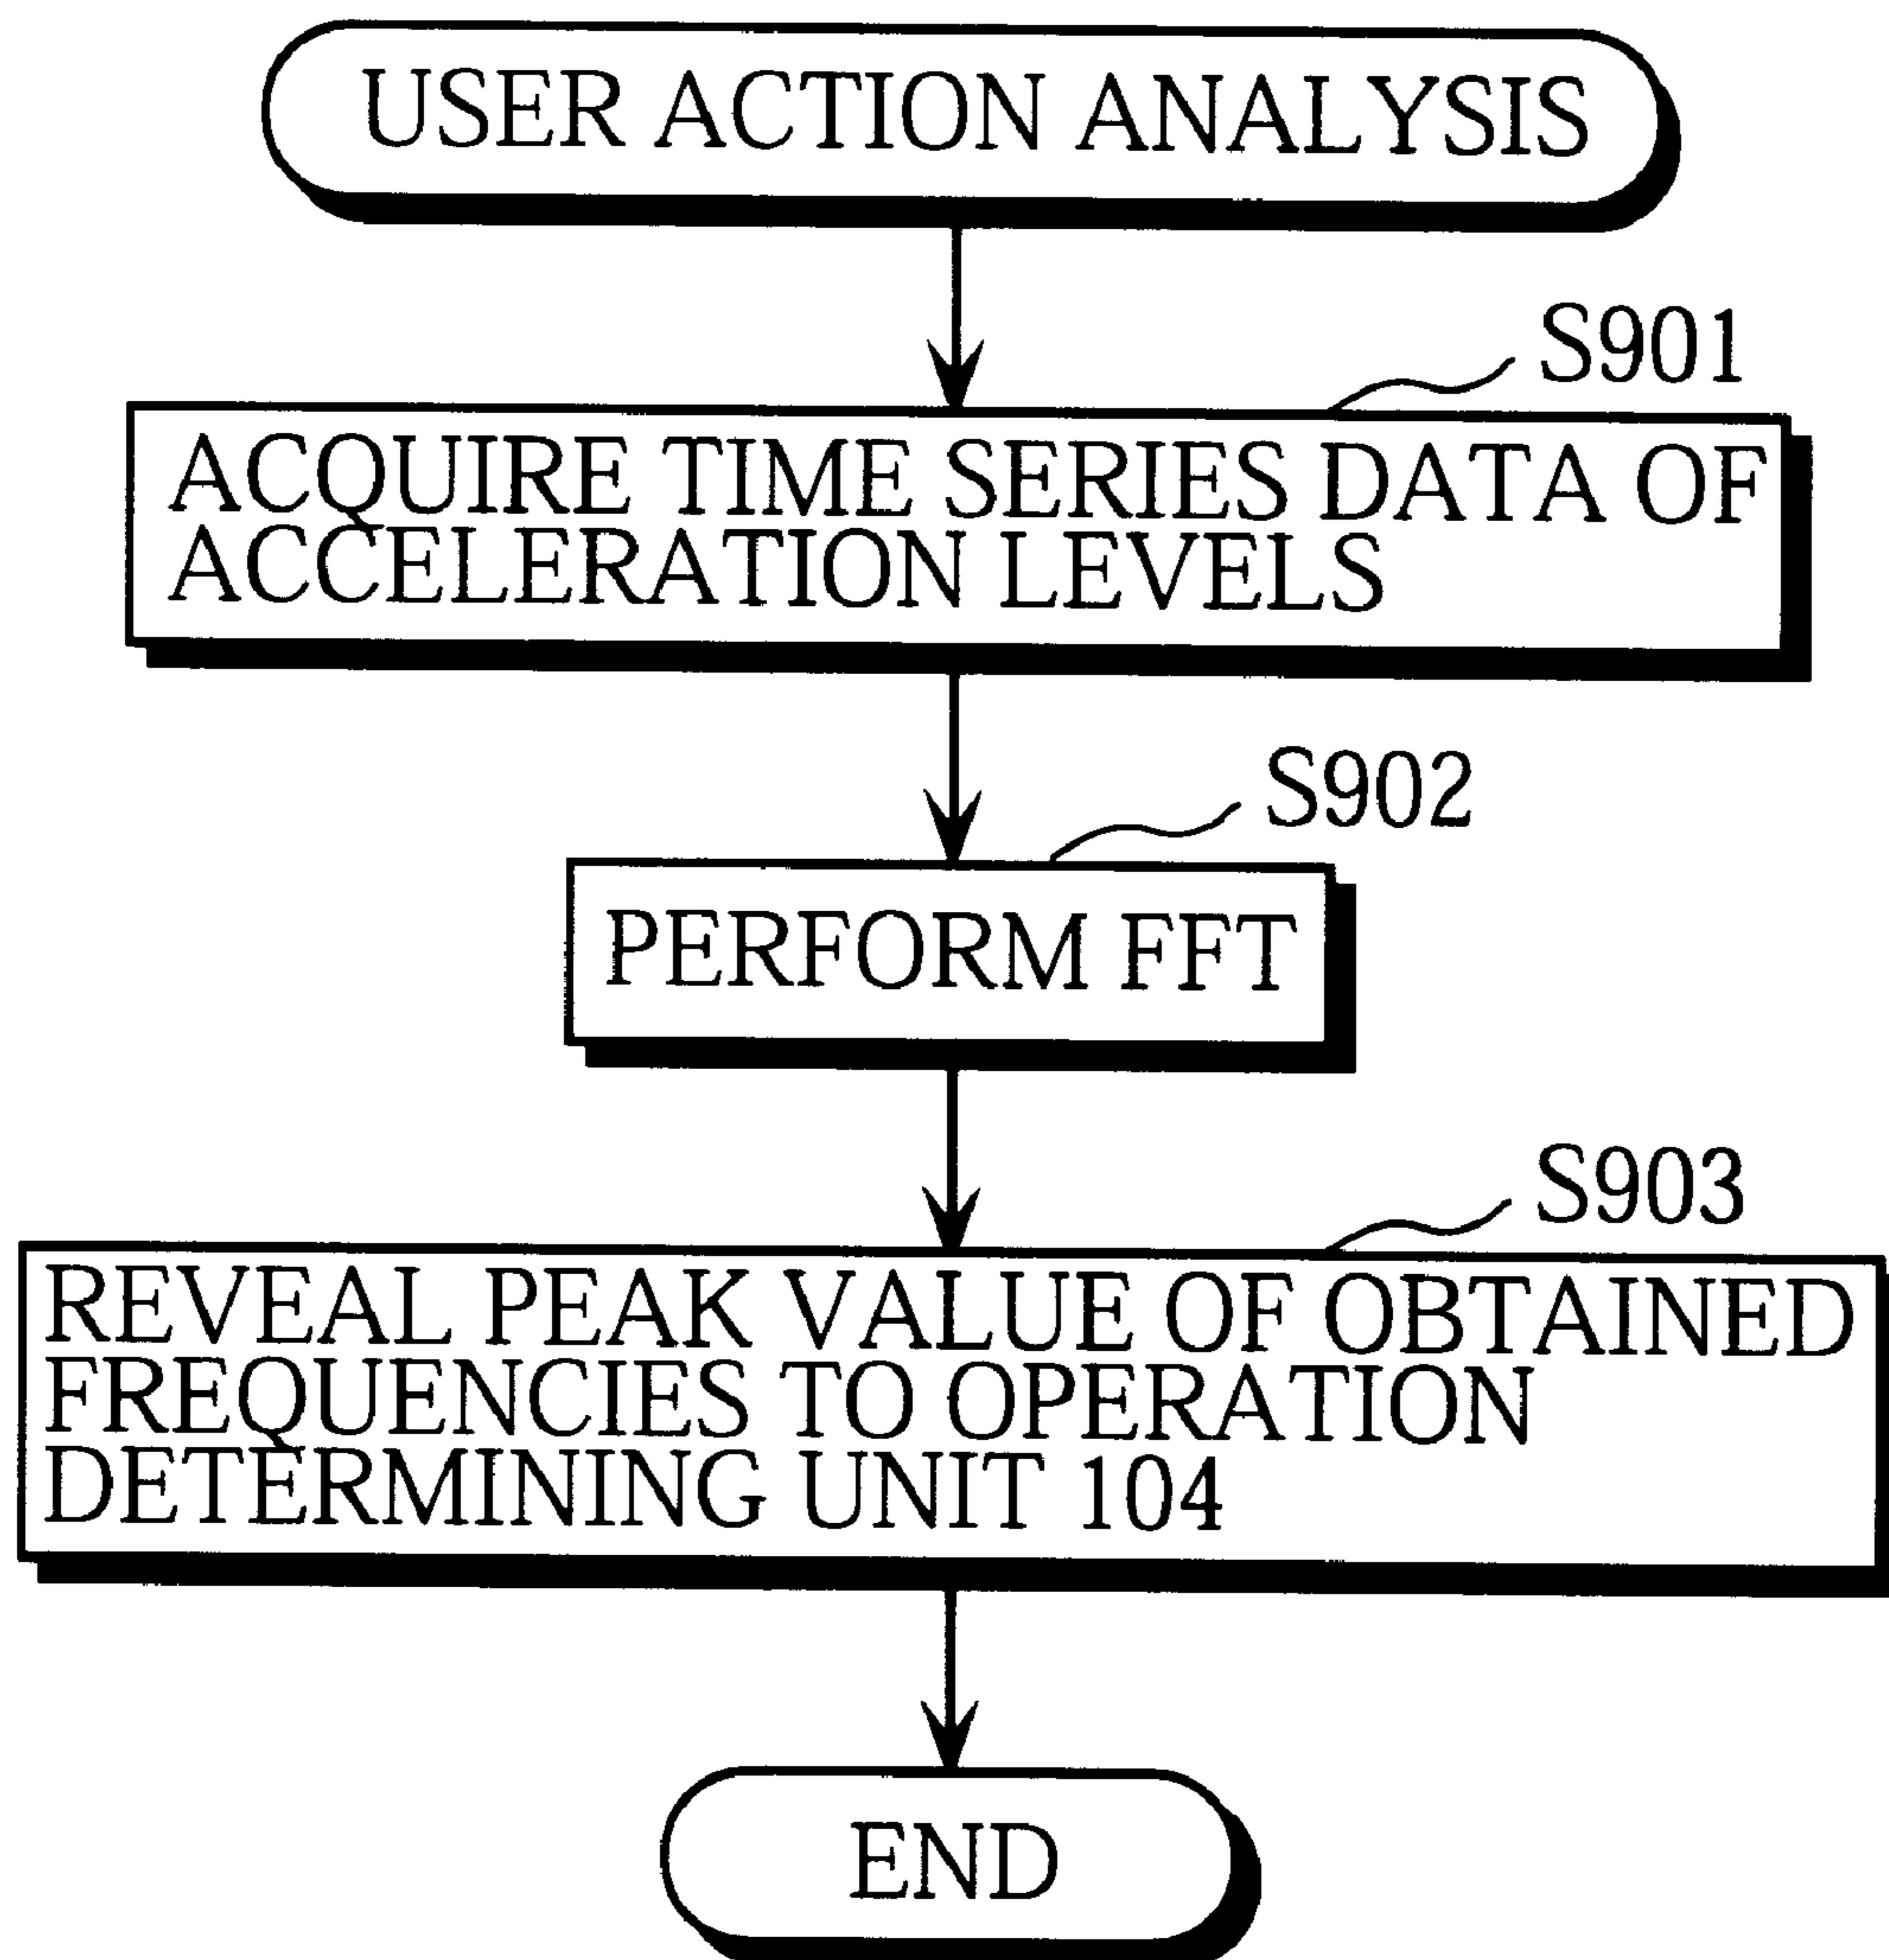 USER ACTION ANALYSIS
S901
ACQUIRE TIME SERIES DATA OF
ACCELERATION LEVELS
S902
PERFORM FFT
S903
REVEAL PEAK VALUE OF OBTAINED
FREQUENCIES TO OPERATION
DETERMINING UNIT 104
END